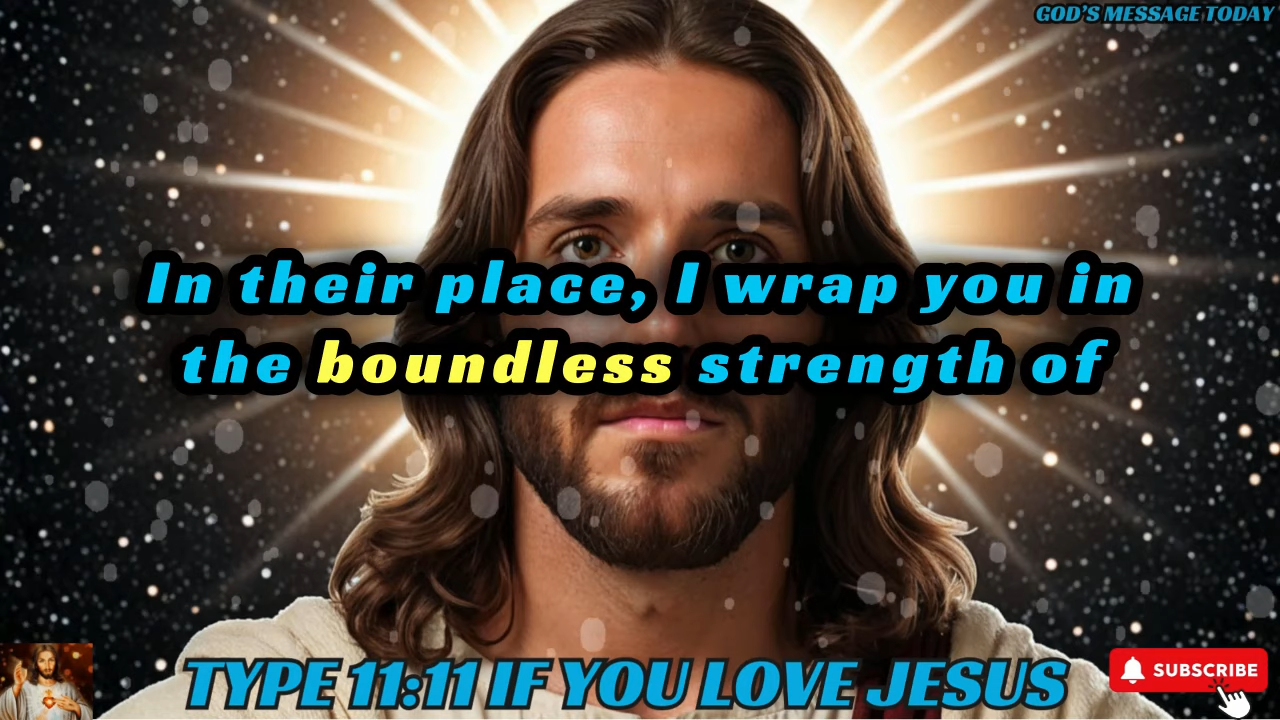 GOD'S MESSAGE TODAY
In their place, I wrap you in
the boundless strength of
TYPE 11:11 IF YOU LOVE JESUS
SUBSCRIBE